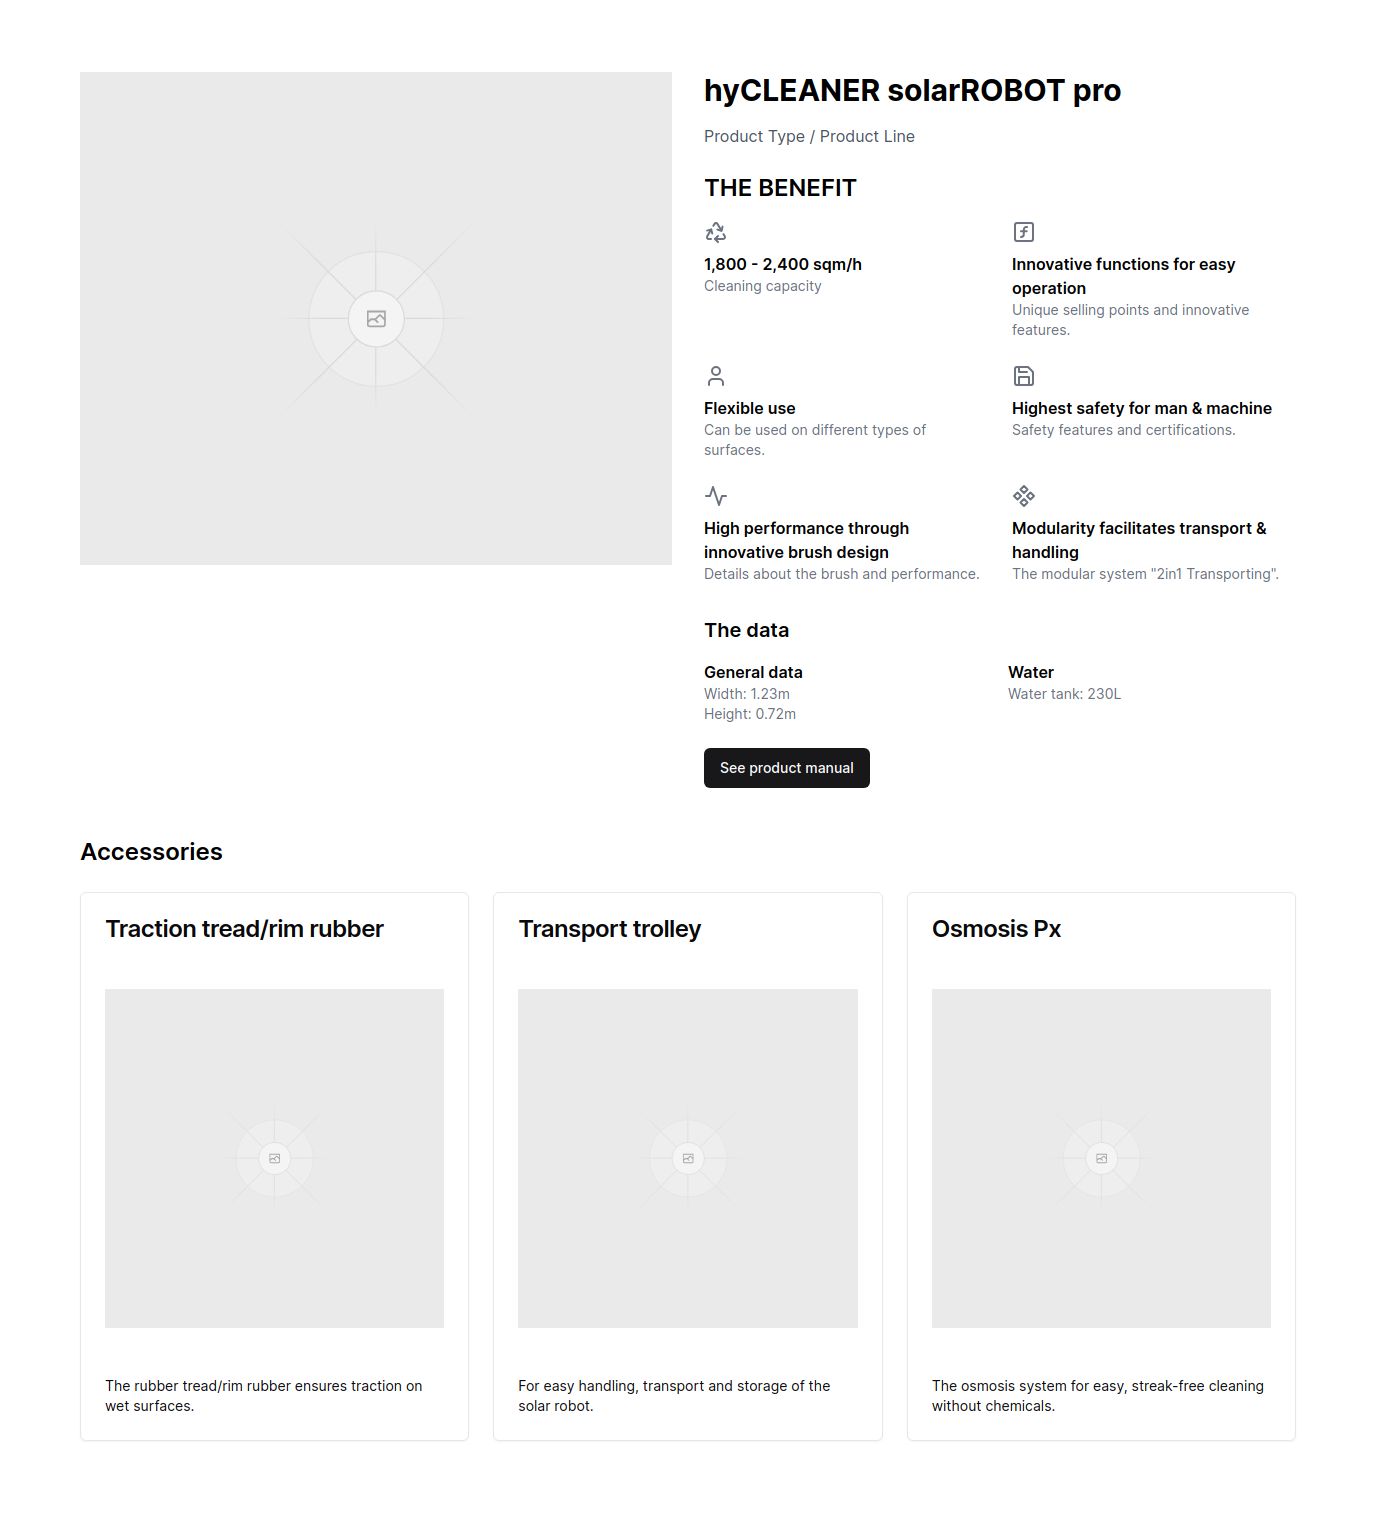 hyCLEANER solarROBOT pro
Product Type / Product Line
THE BENEFIT
1,800 - 2,400 sqm/h
Cleaning capacity
Innovative functions for easy
operation
Unique selling points and innovative
features.
Flexible use
Can be used on different types of
surfaces.
Highest safety for man & machine
Safety features and certifications.
High performance through
innovative brush design
Details about the brush and performance.
Modularity facilitates transport &
handling
The modular system "2in1 Transporting".
The data
General data
Width: 1.23m
Height: 0.72m
Water
Water tank: 230L
See product manual
Accessories
Traction tread/rim rubber
The rubber tread/rim rubber ensures traction on
wet surfaces.
Transport trolley
For easy handling, transport and storage of the
solar robot.
Osmosis Px
The osmosis system for easy, streak-free cleaning
without chemicals.